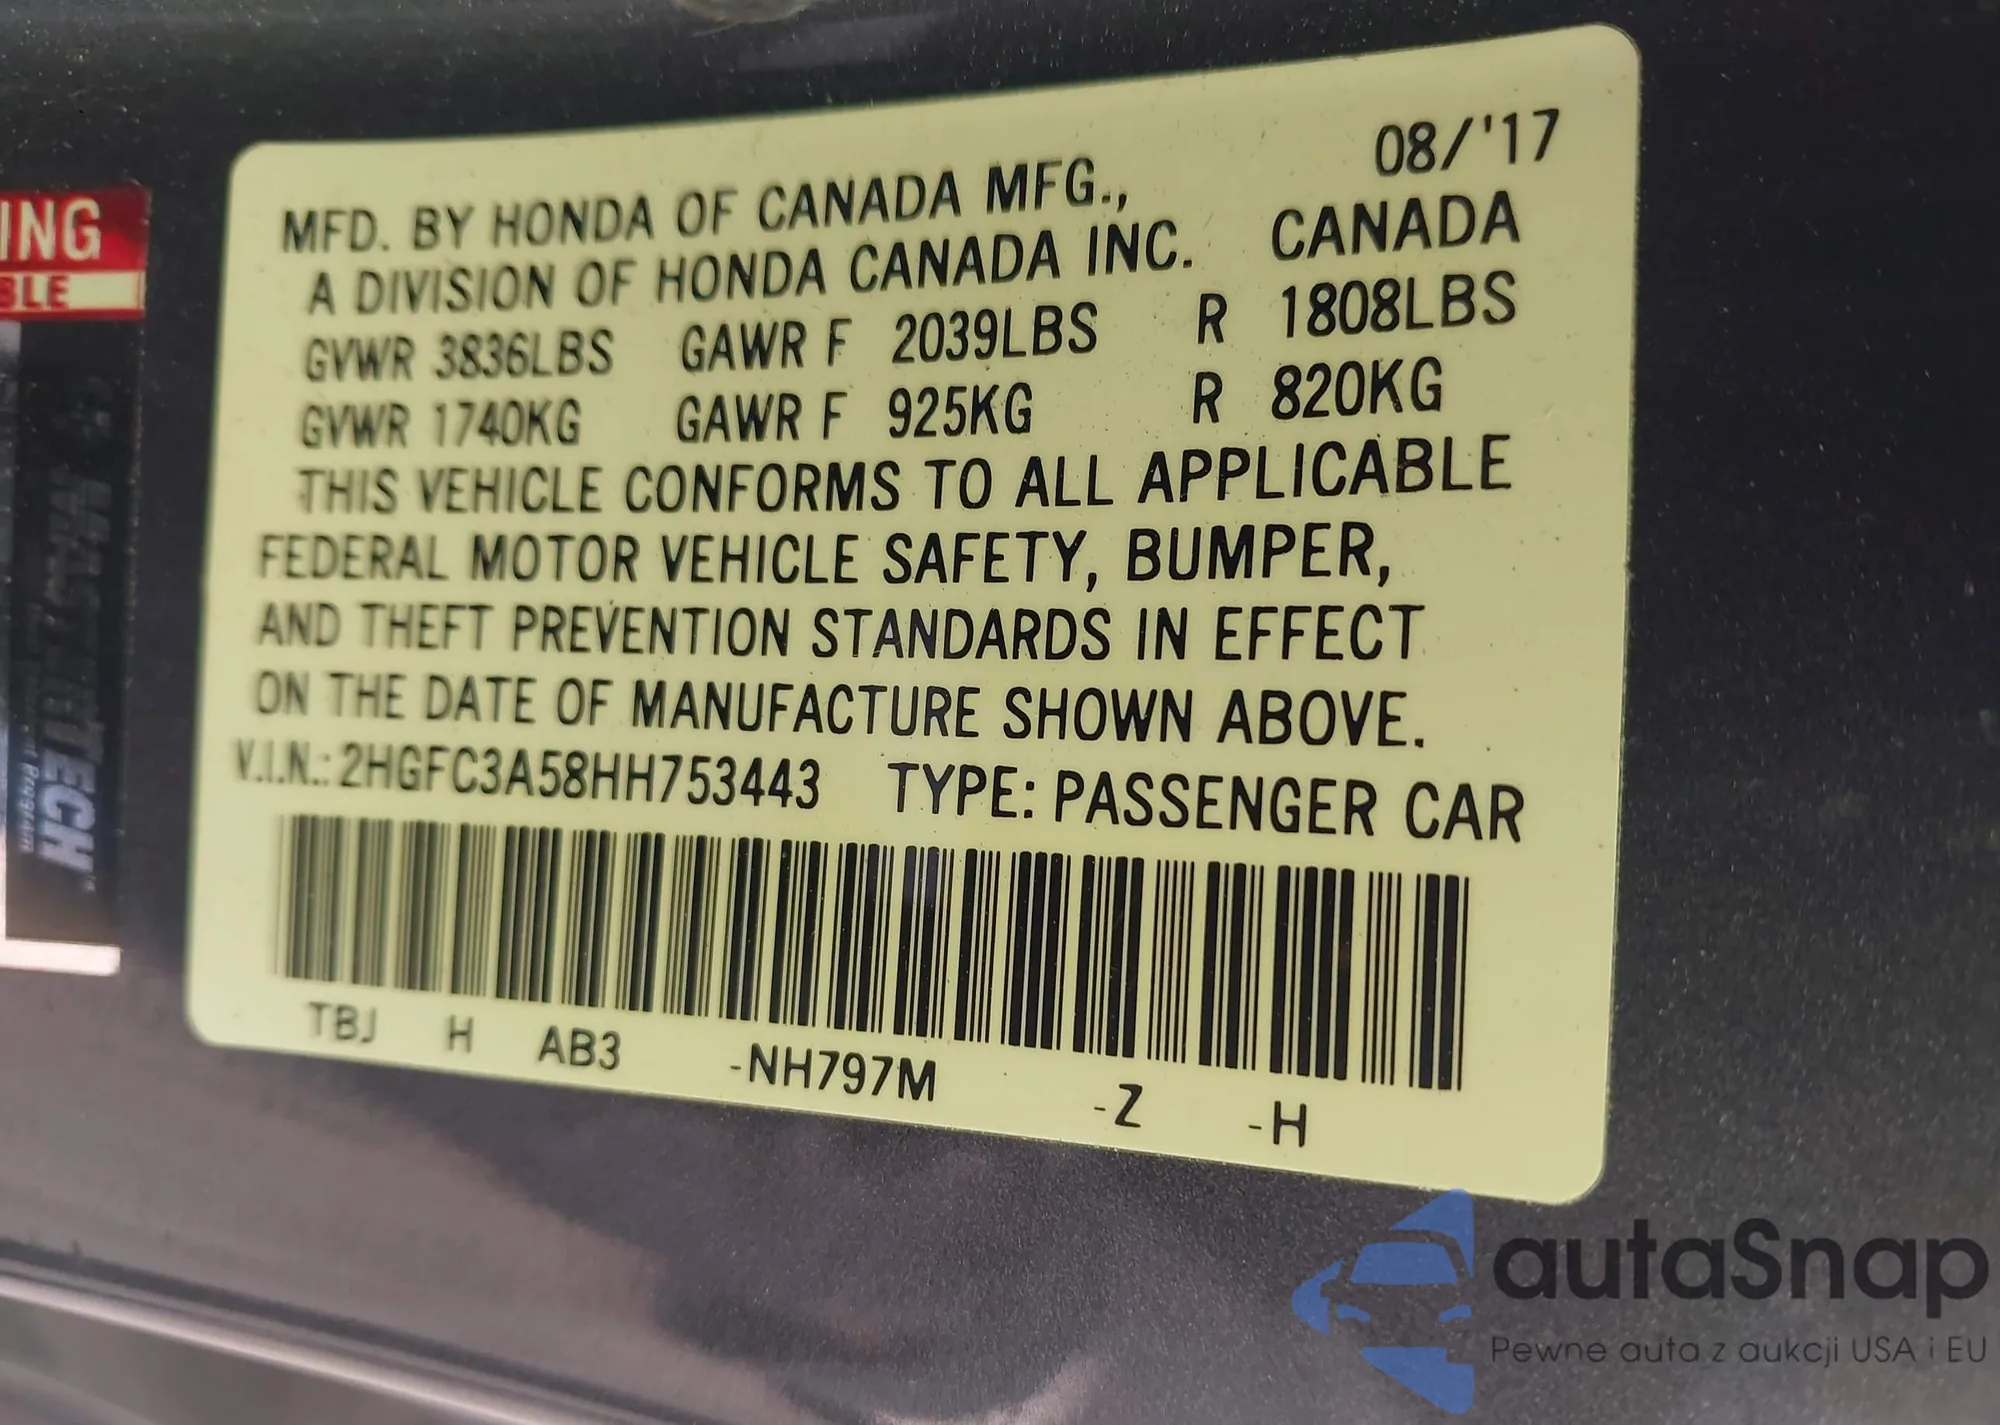 08/'17
MFD. BY HONDA OF CANADA MFG.,
A DIVISION OF HONDA CANADA INC. CANADA
GVWR 3836LBS GAWR F 2039LBS R 1808LBS
GVWR 1740KG GAWR F 925KG R 820KG
THIS VEHICLE CONFORMS TO ALL APPLICABLE
FEDERAL MOTOR VEHICLE SAFETY, BUMPER,
AND THEFT PREVENTION STANDARDS IN EFFECT
ON THE DATE OF MANUFACTURE SHOWN ABOVE.
V.I.N.: 2HGFC3A58HH753443 TYPE: PASSENGER CAR
TBJ H AB3 -NH797M -Z -H
ING
BLE
TECH
autaSnap
Pewne auta z aukcji USA i EU